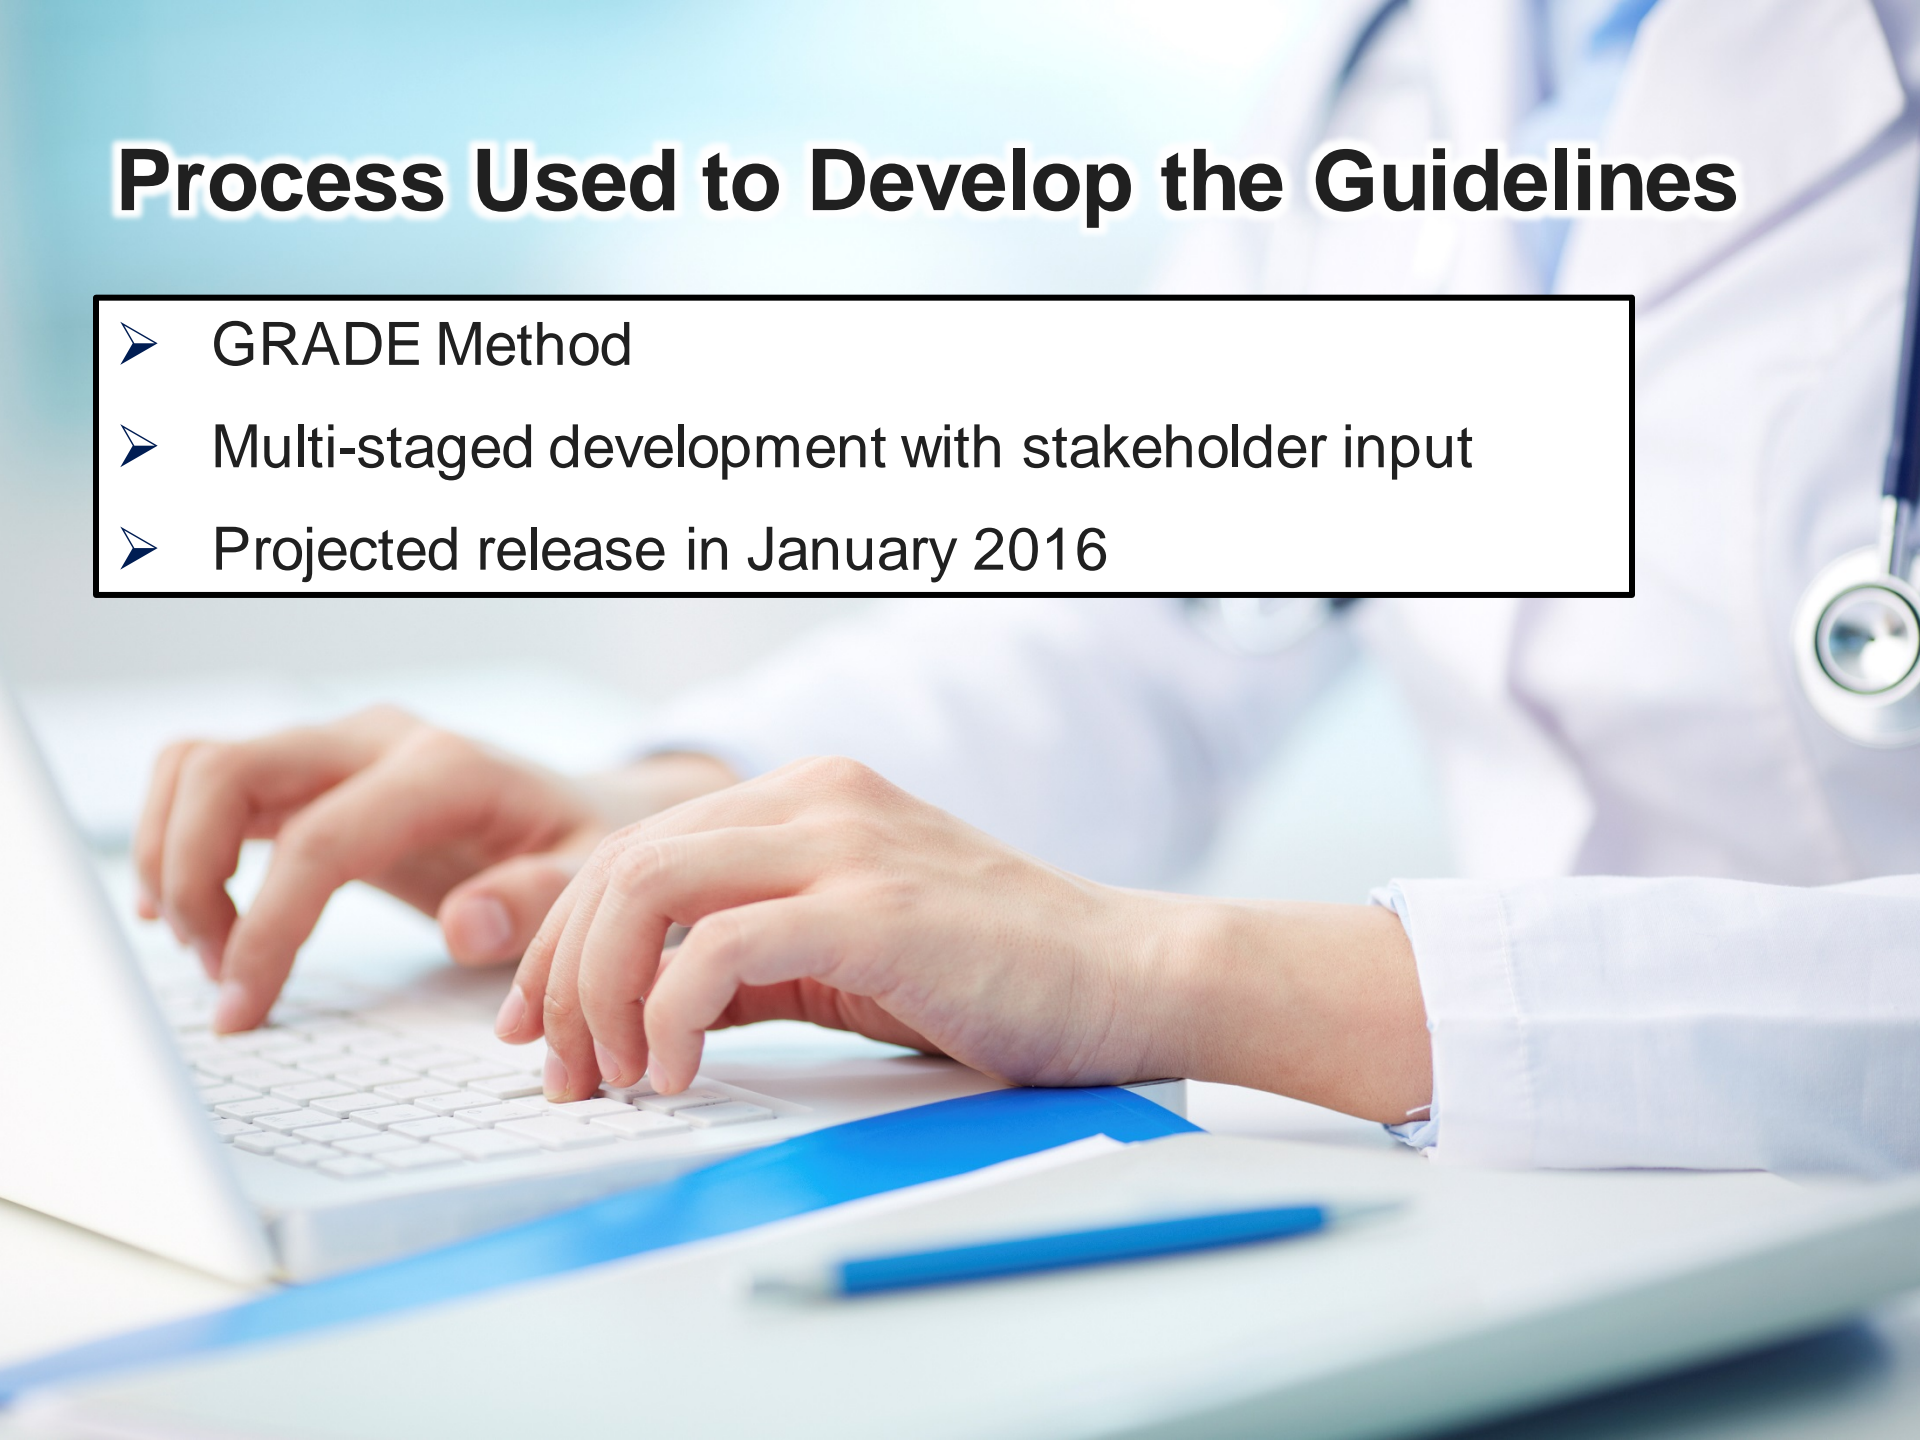 Process Used to Develop the Guidelines
➢ GRADE Method
➢ Multi-staged development with stakeholder input
➢ Projected release in January 2016